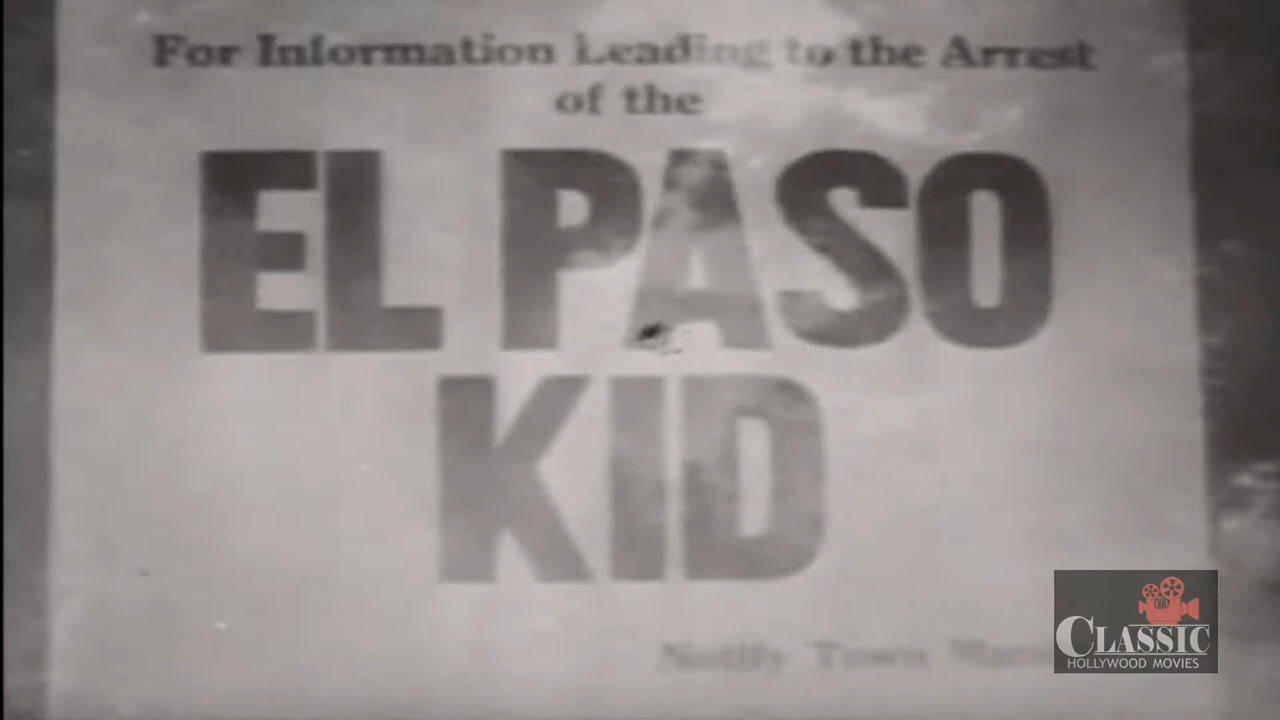 For Information Leading to the Arrest
of the
EL PASO
KID
Notify Town
CLASSIC
HOLLYWOOD MOVIES